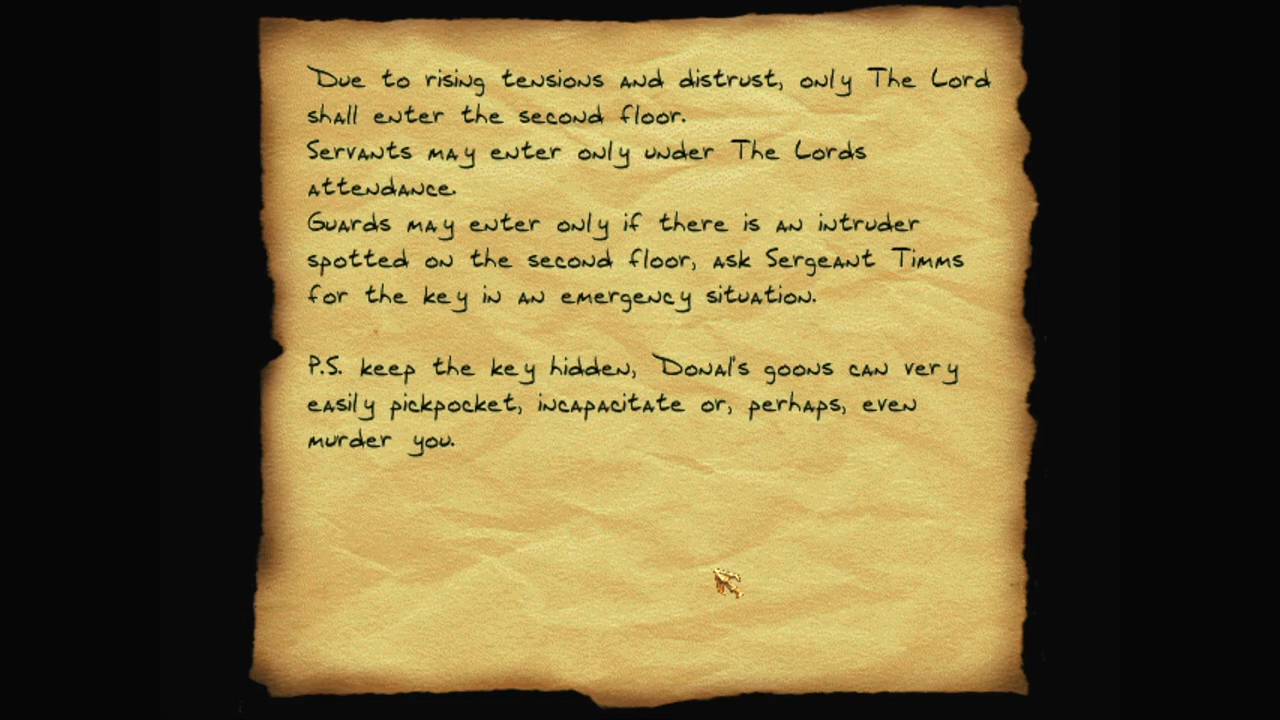 Due to rising tensions and distrust, only The Lord
shall enter the second floor.
Servants may enter only under The Lords
attendance.
Guards may enter only if there is an intruder
spotted on the second floor, ask Sergeant Timms
for the key in an emergency situation.
P.S. keep the key hidden, Donal's goons can very
easily pickpocket, incapacitate or, perhaps, even
murder you.